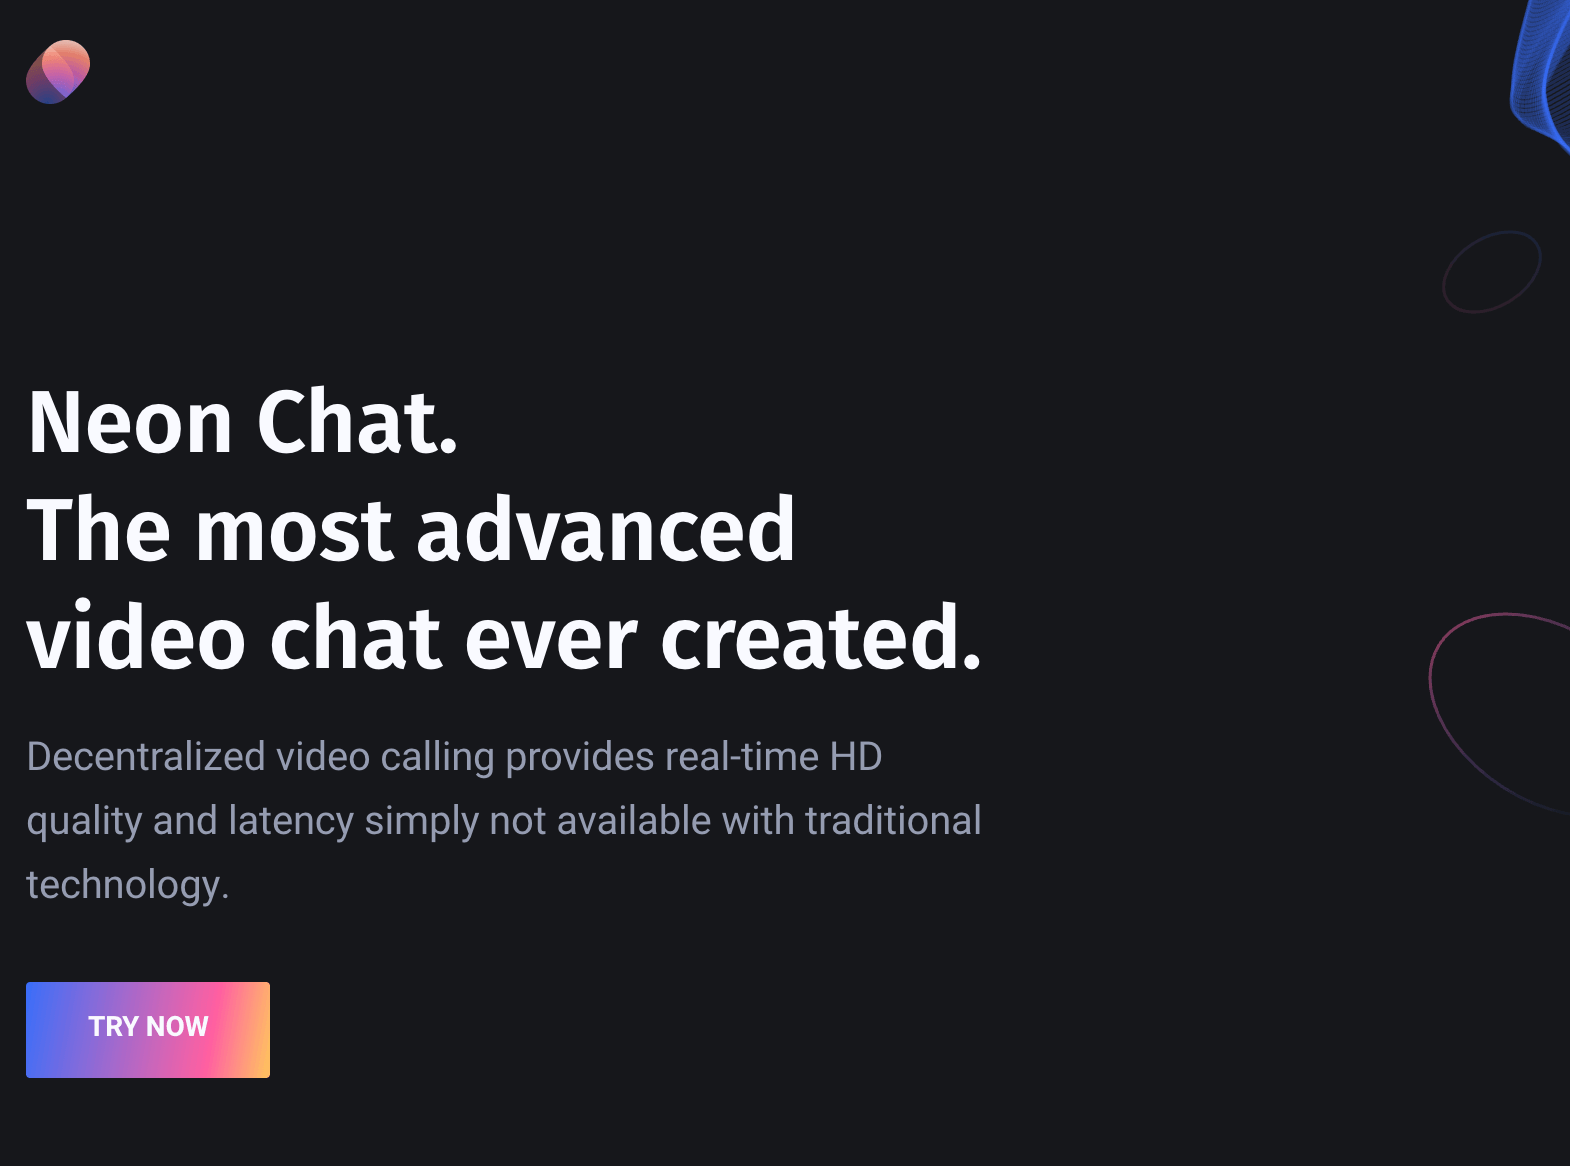 Neon Chat.
The most advanced
video chat ever created.
Decentralized video calling provides real-time HD
quality and latency simply not available with traditional
technology.
TRY NOW